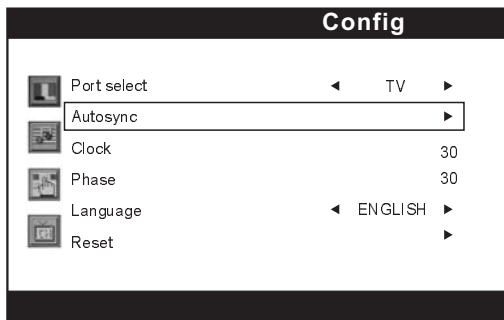 Config
Port select ◄ TV ►
Autosync ►
Clock 30
Phase 30
Language ◄ ENGLISH ►
Reset ►